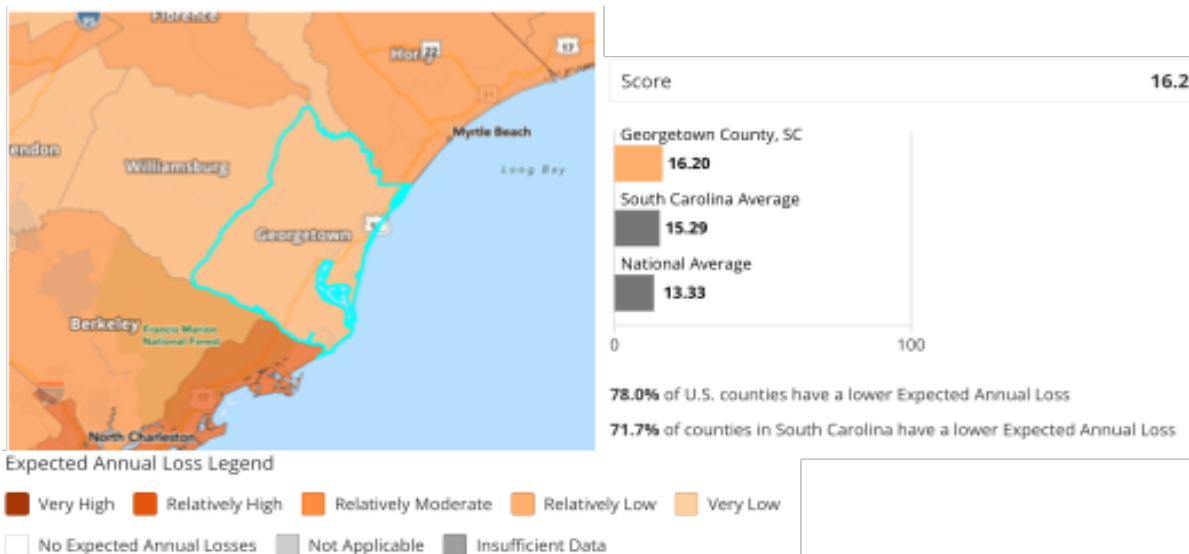 Florence
95
Horry
22
17
Myrtle Beach
endon
Williamsburg
Long Bay
Georgetown
Berkeley
Francis Marion
National Forest
17
North Charleston
Score 16.2
Georgetown County, SC
16.20
South Carolina Average
15.29
National Average
13.33
0 100
78.0% of U.S. counties have a lower Expected Annual Loss
71.7% of counties in South Carolina have a lower Expected Annual Loss
Expected Annual Loss Legend
Very High Relatively High Relatively Moderate Relatively Low Very Low
No Expected Annual Losses Not Applicable Insufficient Data